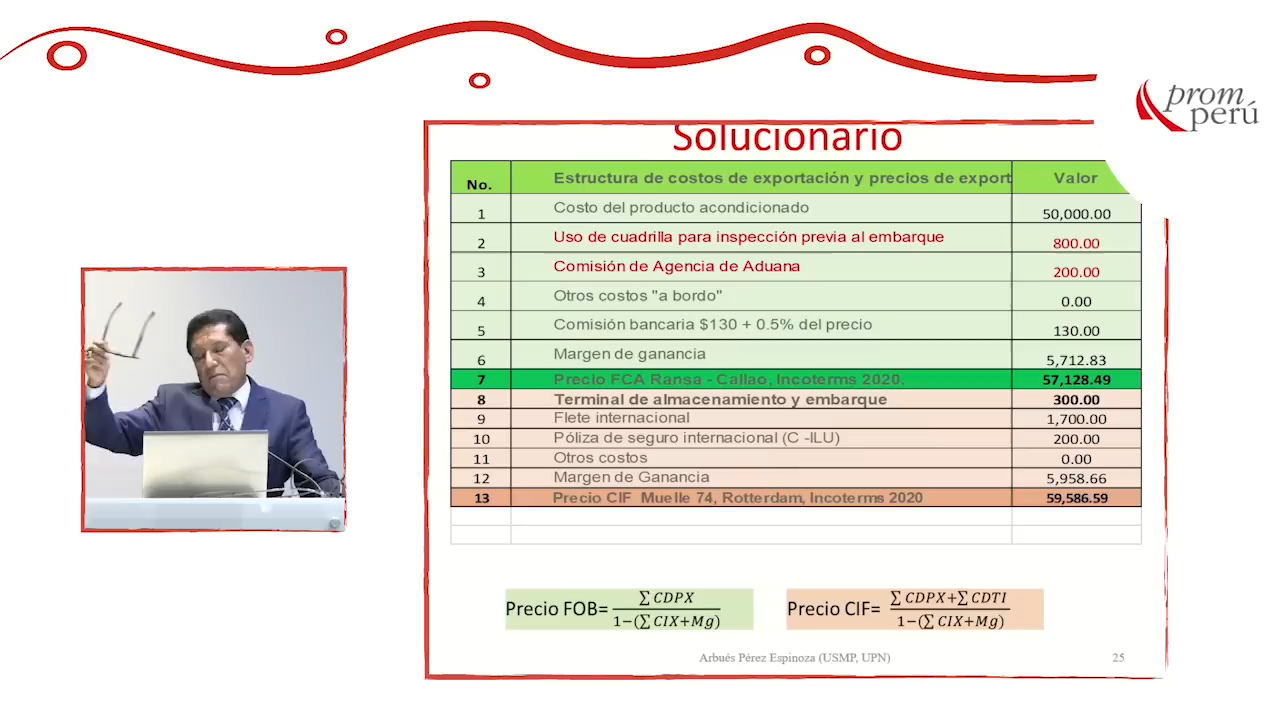 prom
perú
Solucionario
No. Estructura de costos de exportación y precios de export Valor
1 Costo del producto acondicionado 50,000.00
2 Uso de cuadrilla para inspección previa al embarque 800.00
3 Comisión de Agencia de Aduana 200.00
4 Otros costos "a bordo" 0.00
5 Comisión bancaria $130 + 0.5% del precio 130.00
6 Margen de ganancia 5,712.83
7 Precio FCA Ransa - Callao, Incoterms 2020. 57,128.49
8 Terminal de almacenamiento y embarque 300.00
9 Flete internacional 1,700.00
10 Póliza de seguro internacional (C -ILU) 200.00
11 Otros costos 0.00
12 Margen de Ganancia 5,958.66
13 Precio CIF Muelle 74, Rotterdam, Incoterms 2020 59,586.59
Precio FOB= ∑ CDPX / 1−(∑ CIX+Mg)
Precio CIF= ∑ CDPX+∑ CDTI / 1−(∑ CIX+Mg)
Arbués Pérez Espinoza (USMP, UPN) 25